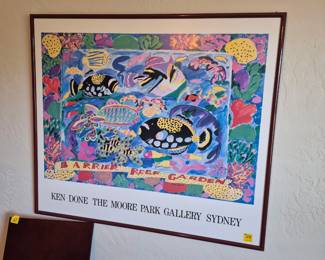 BARRIER REEF GARDEN
KEN DONE THE MOORE PARK GALLERY SYDNEY